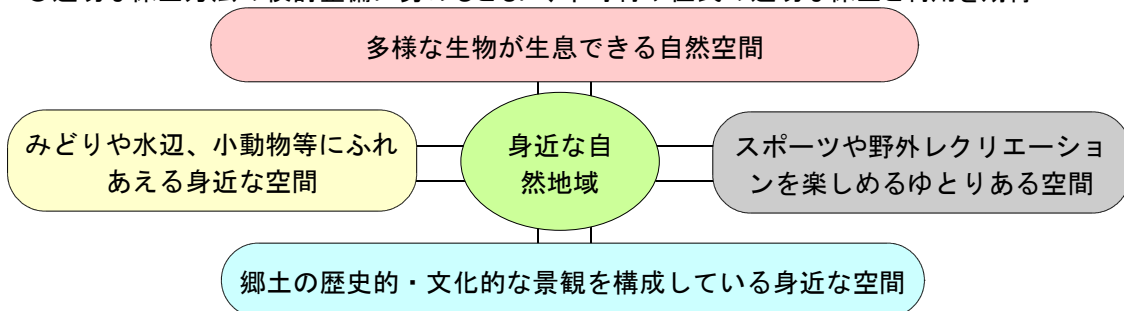 多様な生物が生息できる自然空間
みどりや水辺、小動物等にふれ
あえる身近な空間
身近な自
然地域
スポーツや野外レクリエーショ
ンを楽しめるゆとりある空間
郷土の歴史的・文化的な景観を構成している身近な空間